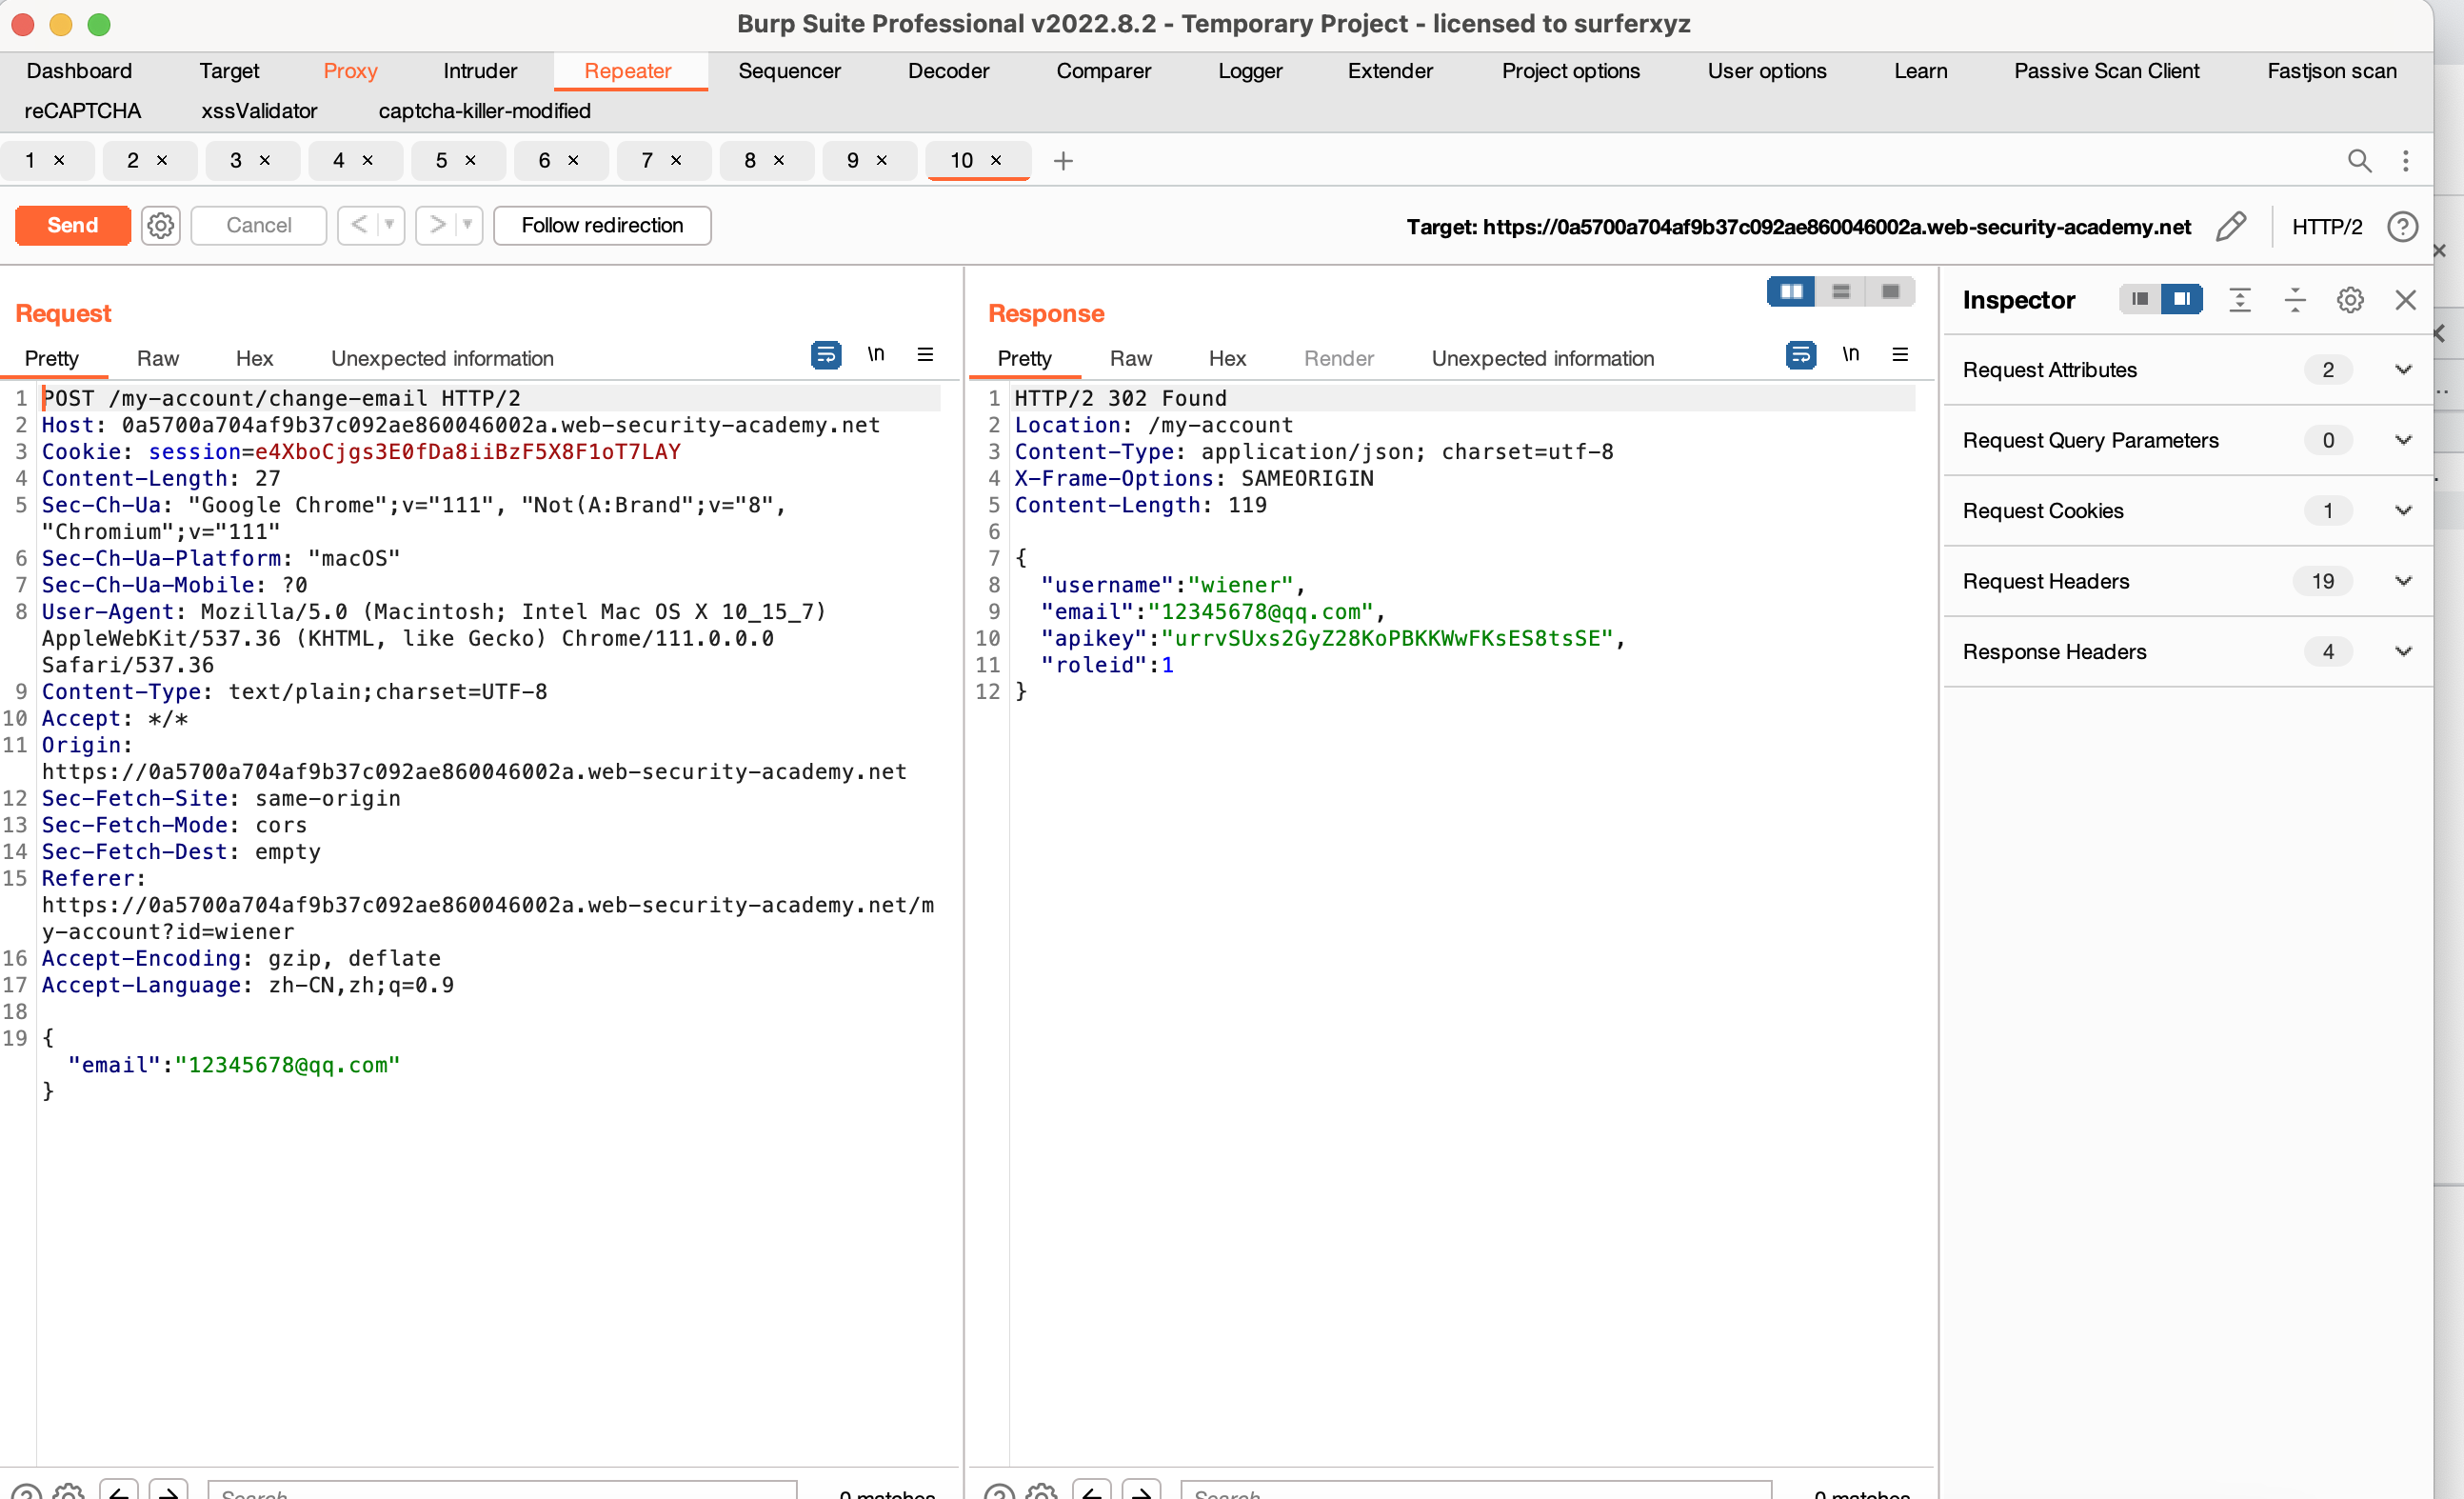 Burp Suite Professional v2022.8.2 - Temporary Project - licensed to surferxyz
Dashboard Target Proxy Intruder Repeater Sequencer Decoder Comparer Logger Extender Project options User options Learn Passive Scan Client Fastjson scan
reCAPTCHA xssValidator captcha-killer-modified
1 × 2 × 3 × 4 × 5 × 6 × 7 × 8 × 9 × 10 × +
Send Cancel < > Follow redirection Target: https://0a5700a704af9b37c092ae860046002a.web-security-academy.net HTTP/2 ?
Request
Pretty Raw Hex Unexpected information \n
1 POST /my-account/change-email HTTP/2
2 Host: 0a5700a704af9b37c092ae860046002a.web-security-academy.net
3 Cookie: session=e4XboCjgs3E0fDa8iiBzF5X8F1oT7LAY
4 Content-Length: 27
5 Sec-Ch-Ua: "Google Chrome";v="111", "Not(A:Brand";v="8",
"Chromium";v="111"
6 Sec-Ch-Ua-Platform: "macOS"
7 Sec-Ch-Ua-Mobile: ?0
8 User-Agent: Mozilla/5.0 (Macintosh; Intel Mac OS X 10_15_7)
AppleWebKit/537.36 (KHTML, like Gecko) Chrome/111.0.0.0
Safari/537.36
9 Content-Type: text/plain;charset=UTF-8
10 Accept: */*
11 Origin:
https://0a5700a704af9b37c092ae860046002a.web-security-academy.net
12 Sec-Fetch-Site: same-origin
13 Sec-Fetch-Mode: cors
14 Sec-Fetch-Dest: empty
15 Referer:
https://0a5700a704af9b37c092ae860046002a.web-security-academy.net/m
y-account?id=wiener
16 Accept-Encoding: gzip, deflate
17 Accept-Language: zh-CN,zh;q=0.9
18
19 {
"email":"12345678@qq.com"
}
Search 0 matches
Response
Pretty Raw Hex Render Unexpected information \n
1 HTTP/2 302 Found
2 Location: /my-account
3 Content-Type: application/json; charset=utf-8
4 X-Frame-Options: SAMEORIGIN
5 Content-Length: 119
6
7 {
8 "username":"wiener",
9 "email":"12345678@qq.com",
10 "apikey":"urrvSUxs2GyZ28KoPBKKWwFKsES8tsSE",
11 "roleid":1
12 }
Search 0 matches
Inspector
Request Attributes 2
Request Query Parameters 0
Request Cookies 1
Request Headers 19
Response Headers 4